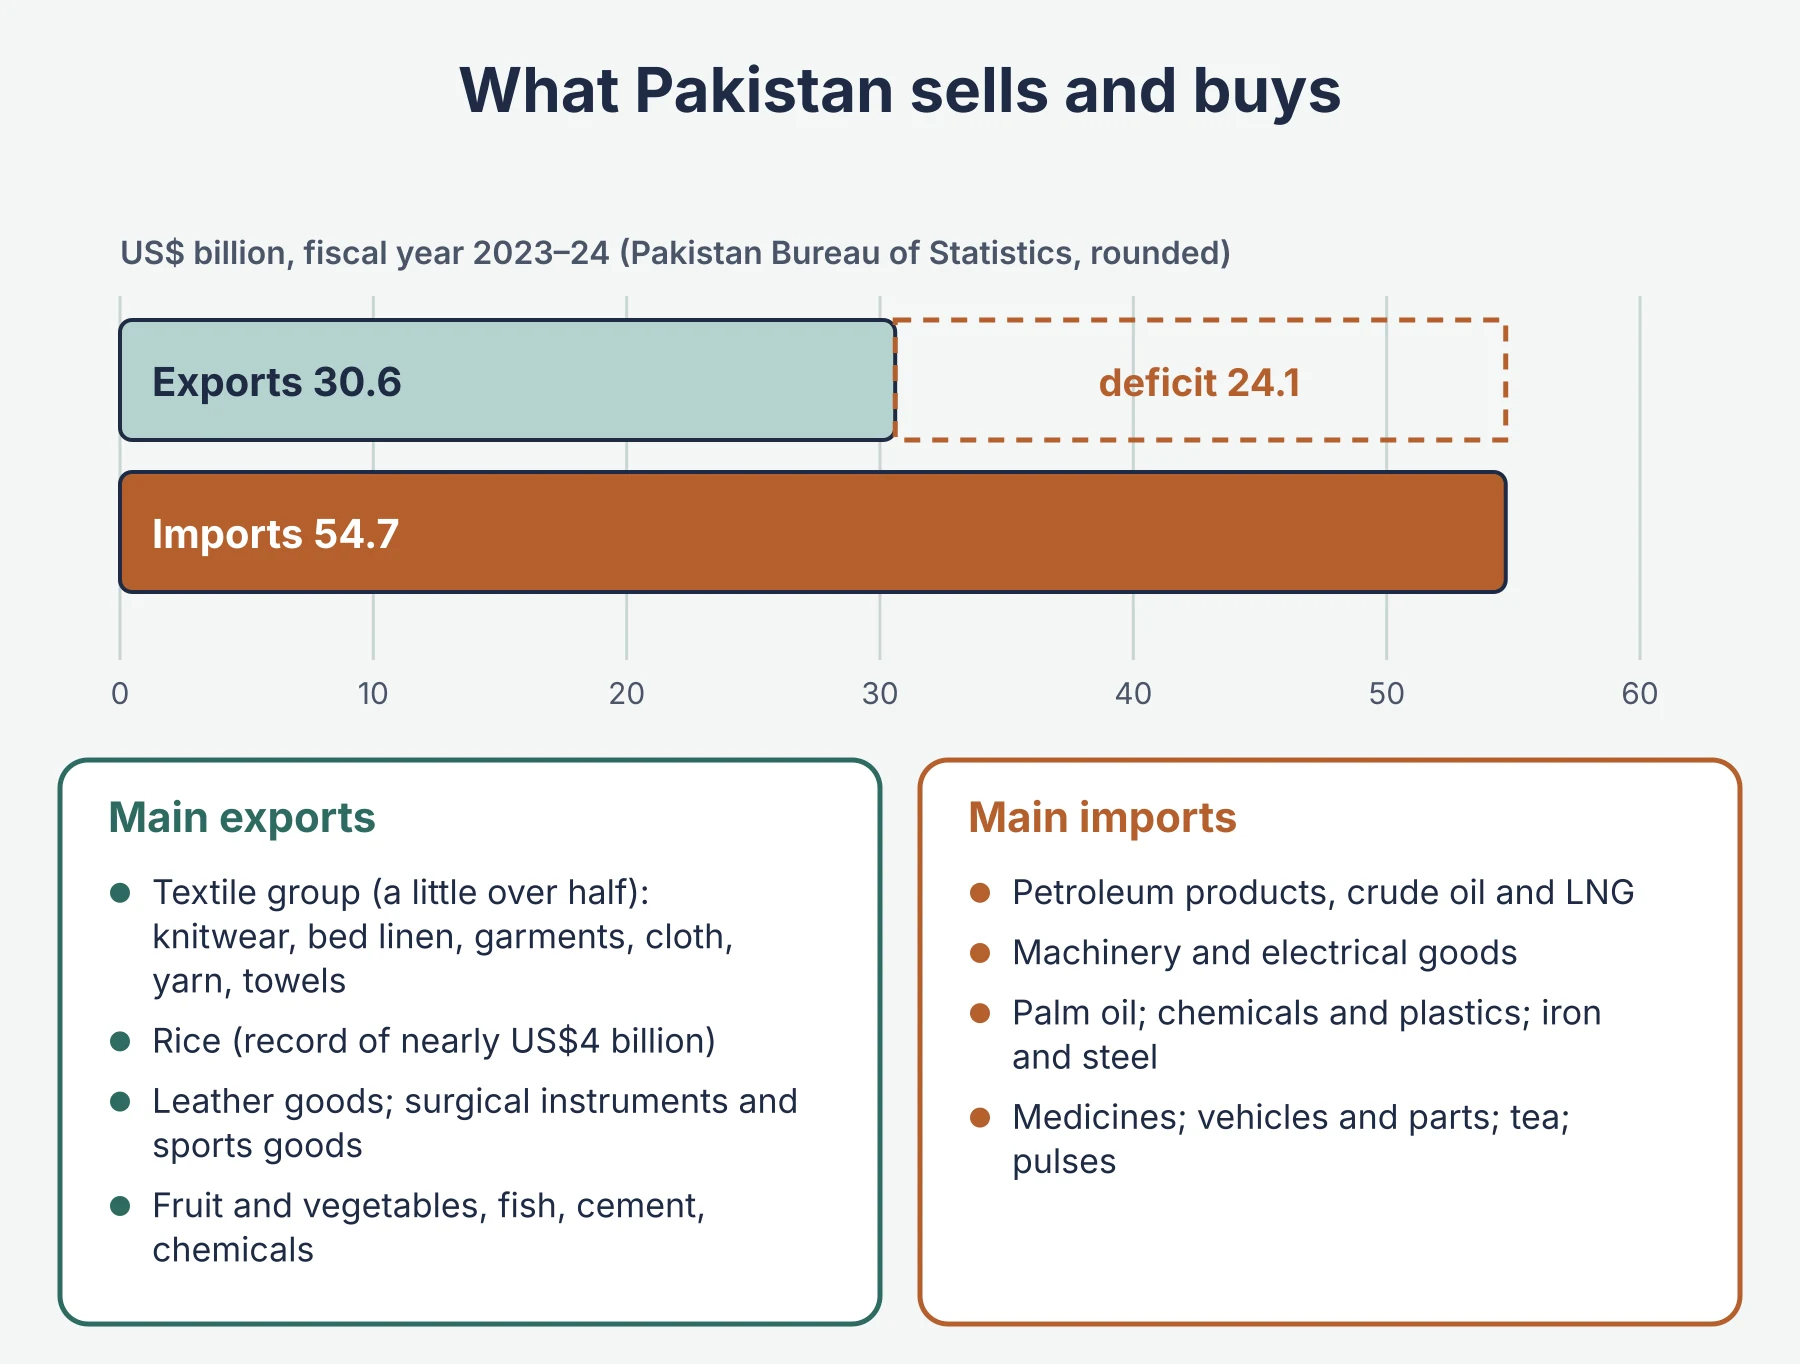 What Pakistan sells and buys
US$ billion, fiscal year 2023–24 (Pakistan Bureau of Statistics, rounded)
Exports 30.6
deficit 24.1
Imports 54.7
0 10 20 30 40 50 60
Main exports
Textile group (a little over half):
knitwear, bed linen, garments, cloth,
yarn, towels
Rice (record of nearly US$4 billion)
Leather goods; surgical instruments and
sports goods
Fruit and vegetables, fish, cement,
chemicals
Main imports
Petroleum products, crude oil and LNG
Machinery and electrical goods
Palm oil; chemicals and plastics; iron
and steel
Medicines; vehicles and parts; tea;
pulses